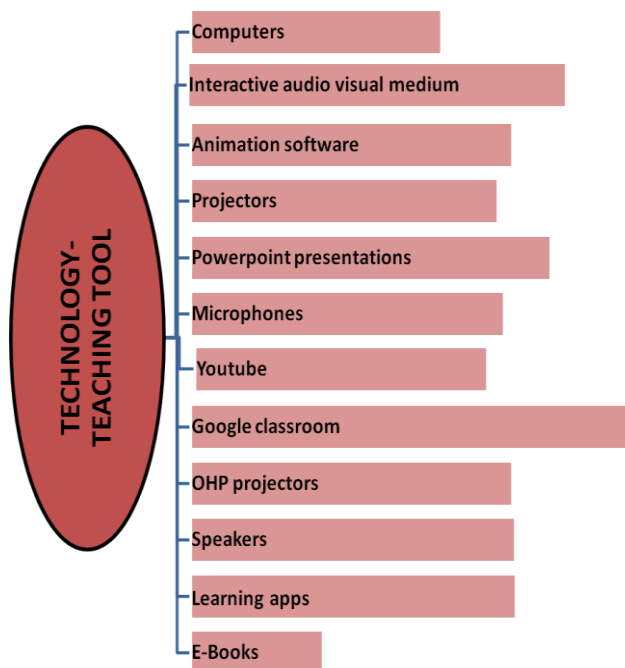 TECHNOLOGY-
TEACHING TOOL
Computers
Interactive audio visual medium
Animation software
Projectors
Powerpoint presentations
Microphones
Youtube
Google classroom
OHP projectors
Speakers
Learning apps
E-Books